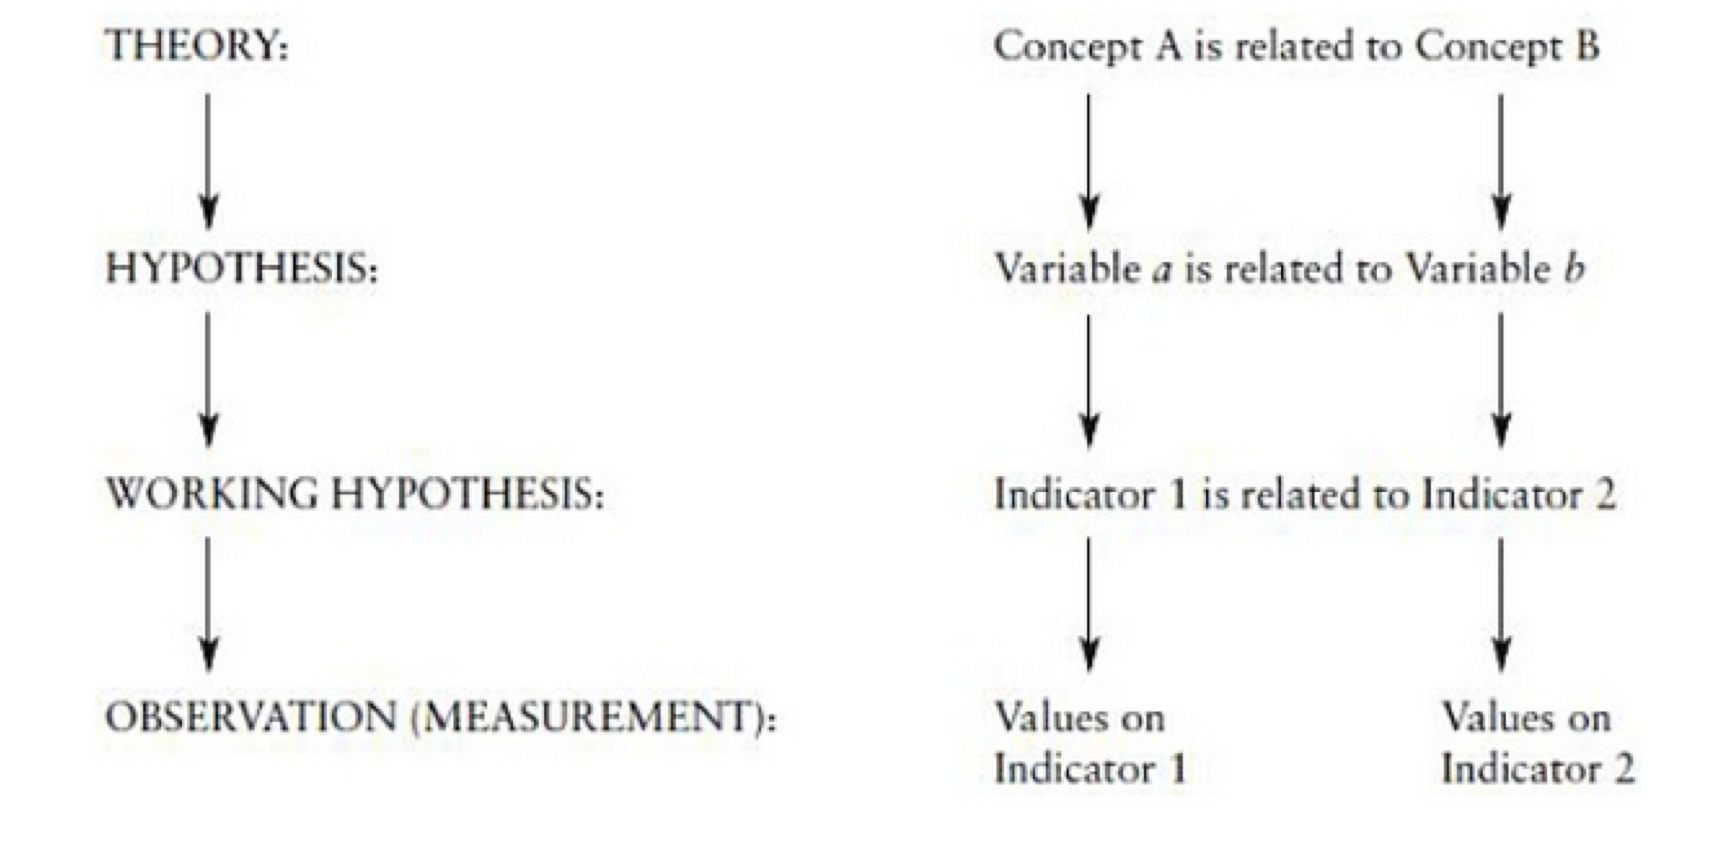 THEORY: Concept A is related to Concept B
HYPOTHESIS: Variable a is related to Variable b
WORKING HYPOTHESIS: Indicator 1 is related to Indicator 2
OBSERVATION (MEASUREMENT): Values on Values on
Indicator 1 Indicator 2